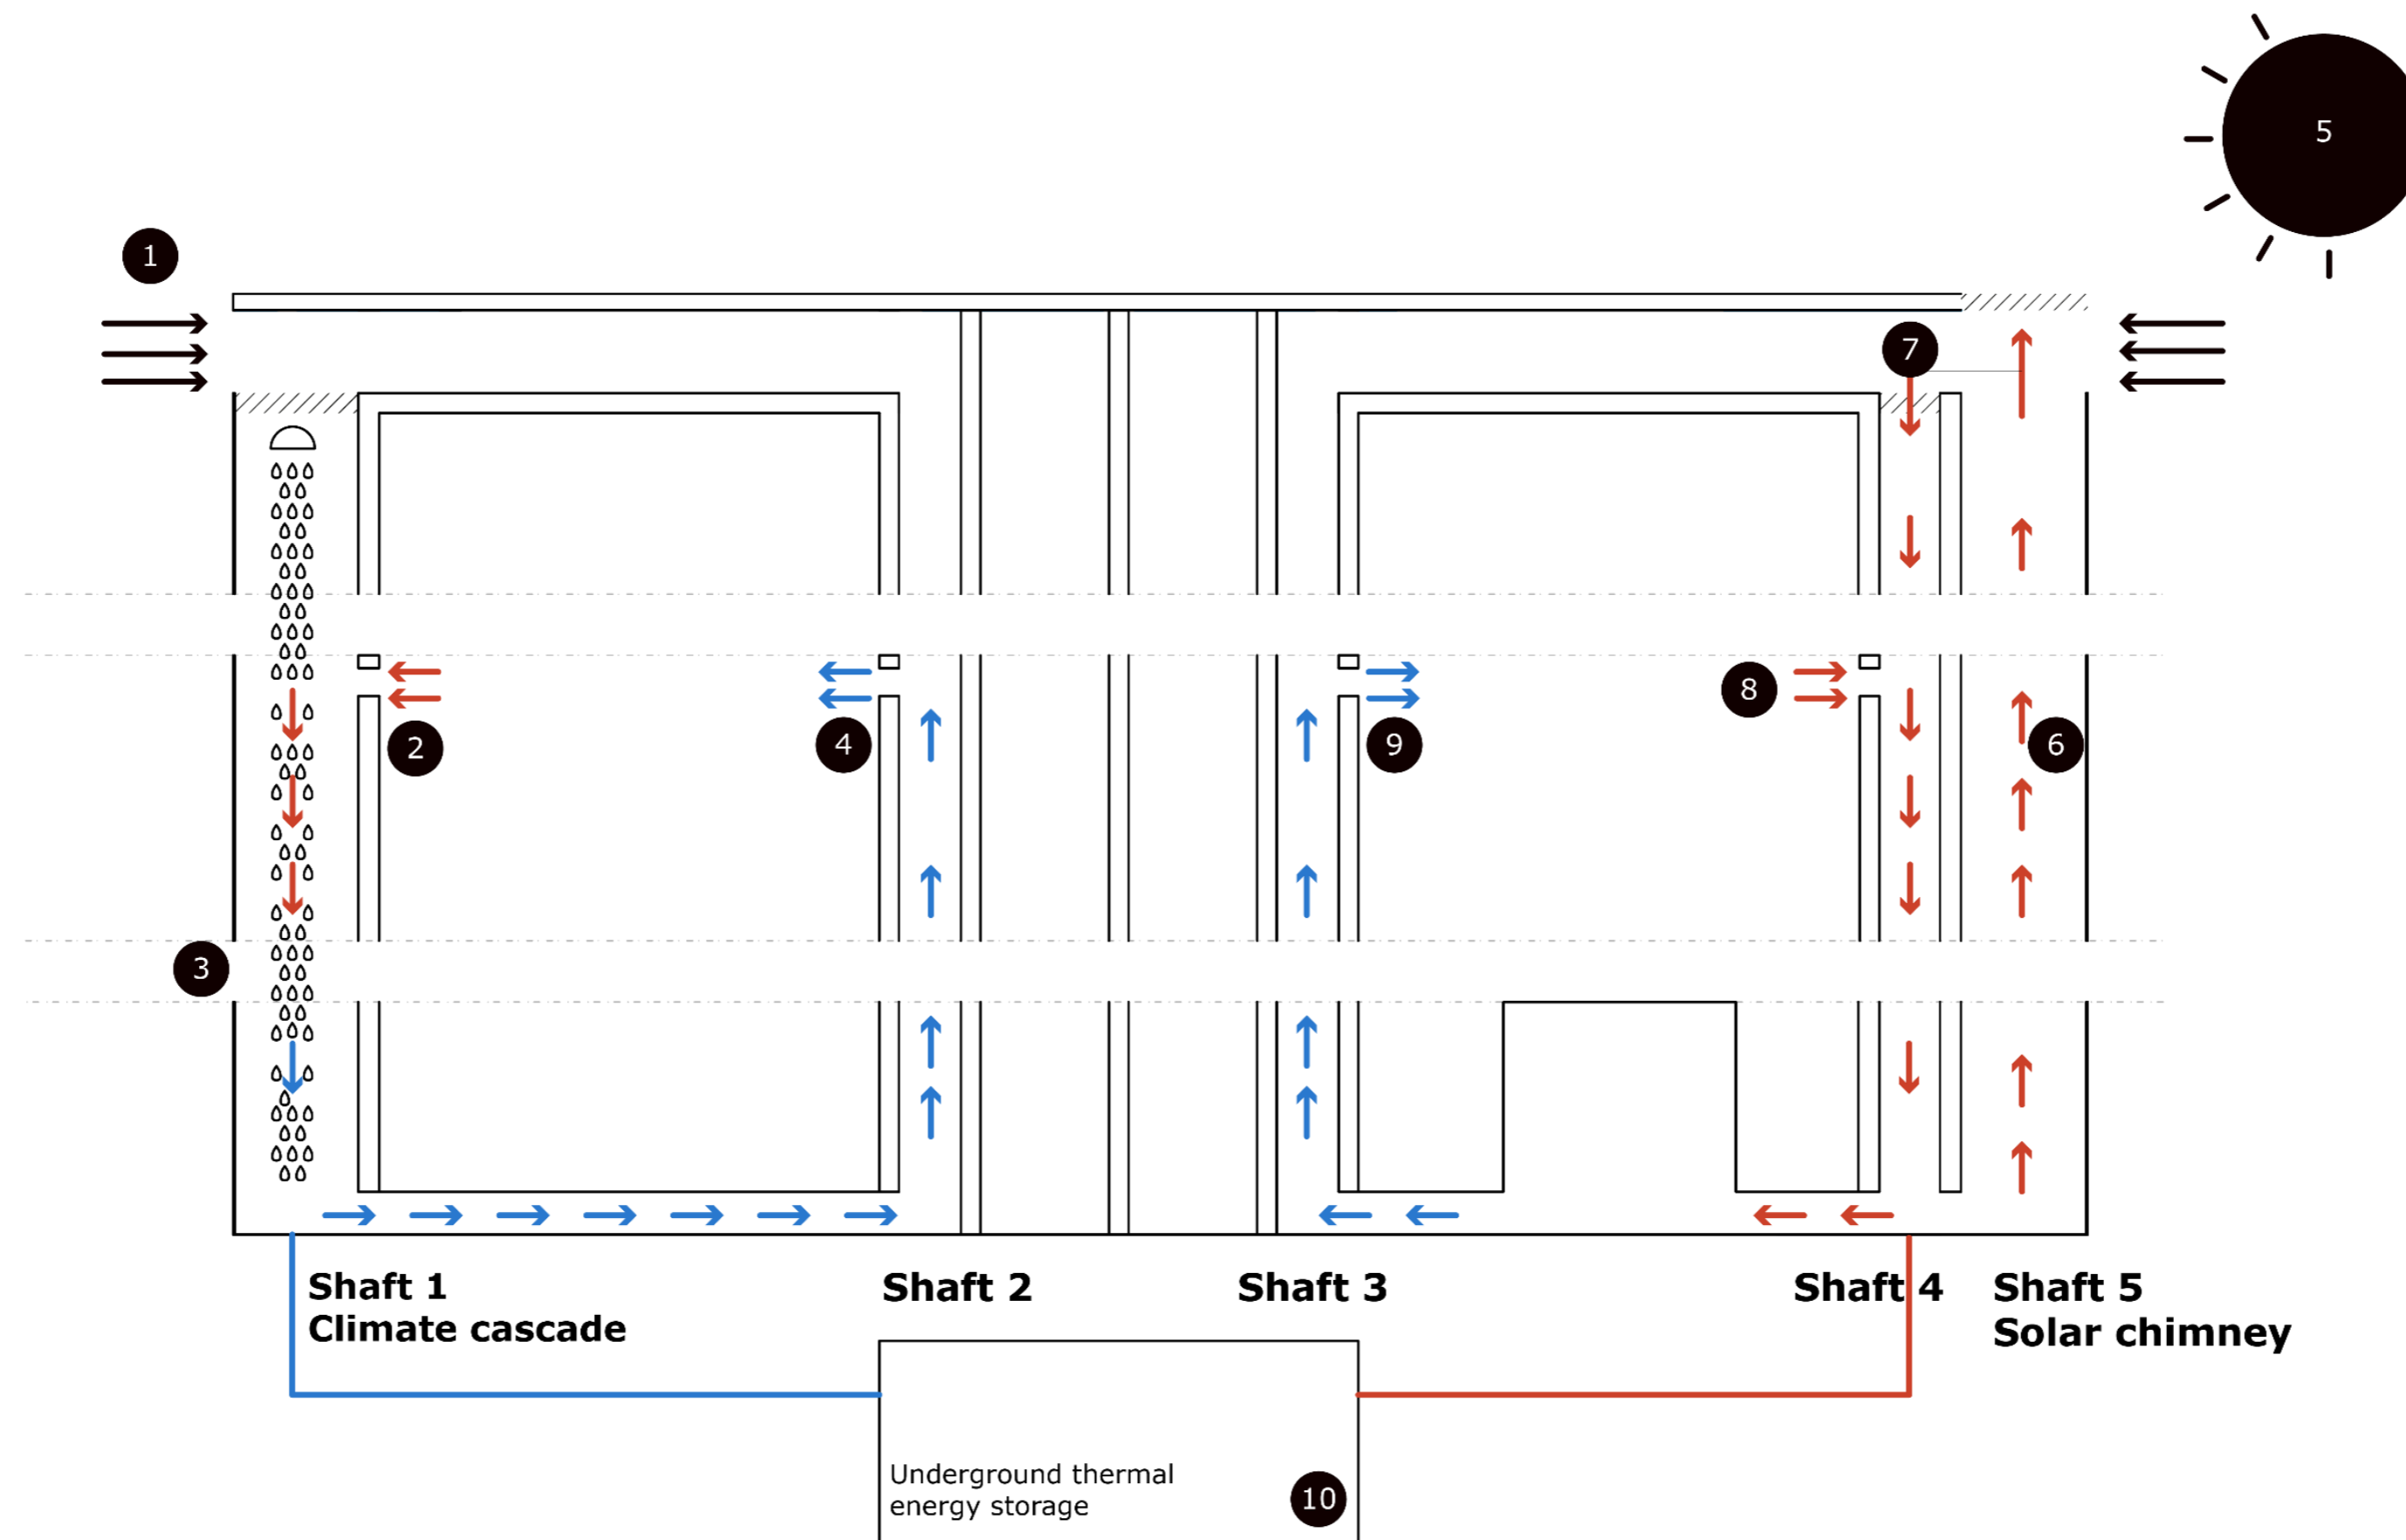 5
1
7
2
4
9
8
6
3
Shaft 1
Climate cascade
Shaft 2
Shaft 3
Shaft 4
Shaft 5
Solar chimney
Underground thermal
energy storage
10